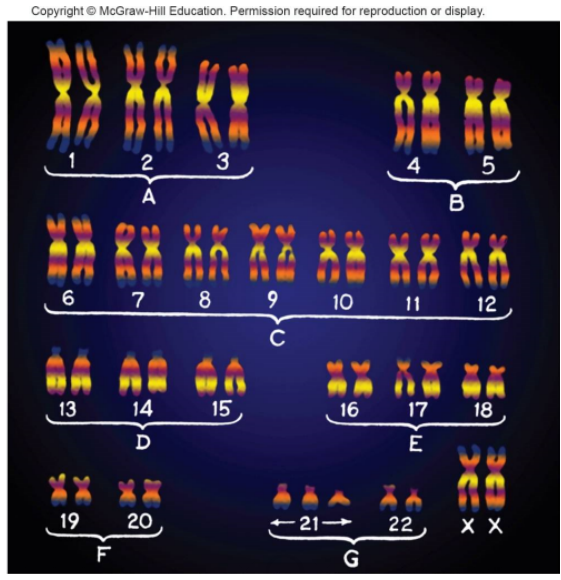 Copyright © McGraw-Hill Education. Permission required for reproduction or display.
1 2 3 4 5
A B
6 7 8 9 10 11 12
C
13 14 15 16 17 18
D E
19 20 ←21→ 22 X X
F G